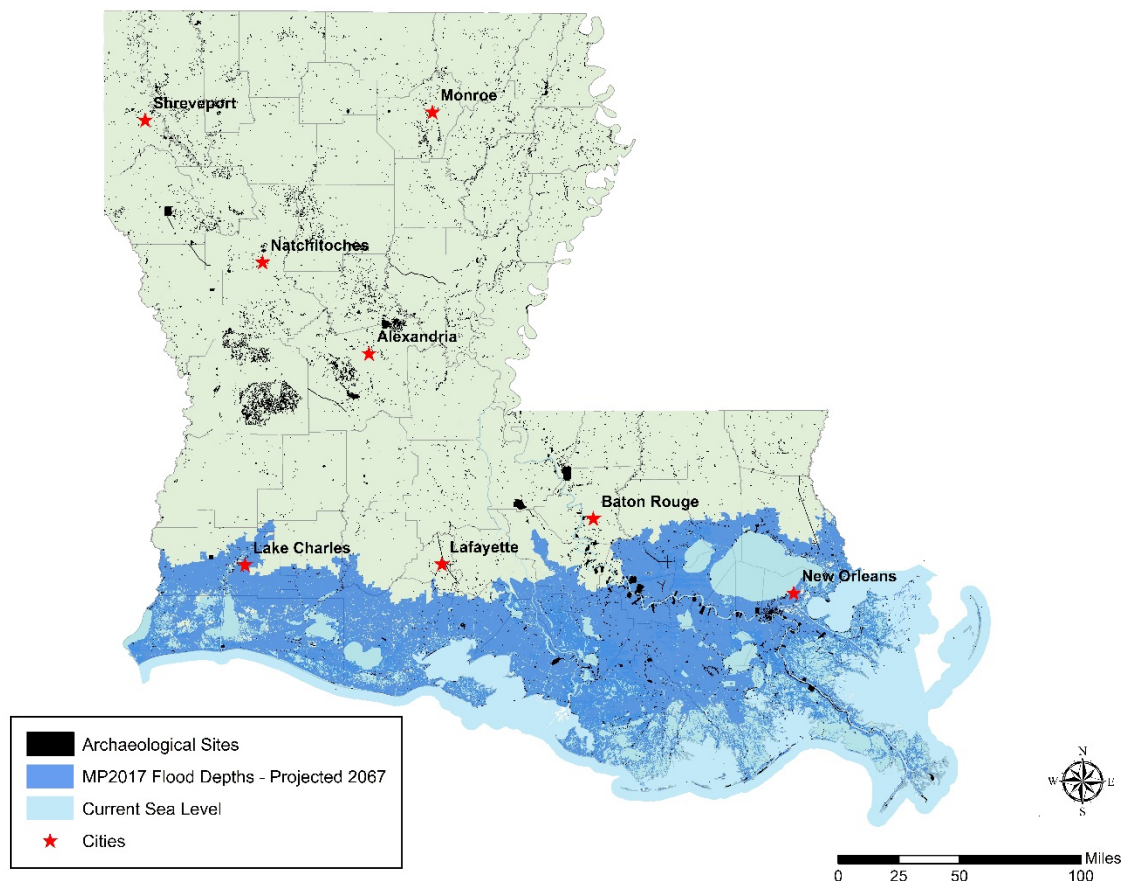 Shreveport
Monroe
Natchitoches
Alexandria
Baton Rouge
Lake Charles
Lafayette
New Orleans
Archaeological Sites
MP2017 Flood Depths - Projected 2067
Current Sea Level
Cities
N
W E
S
Miles
0 25 50 100